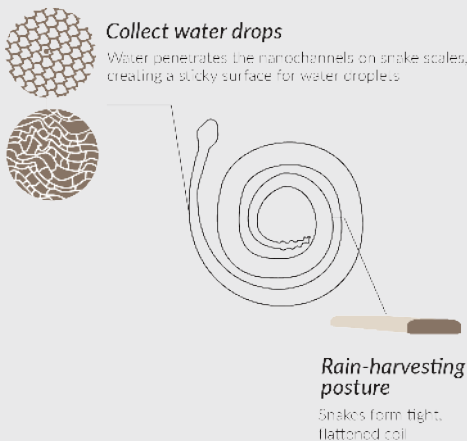 Collect water drops
Water penetrates the nanochannels on snake scales,
creating a sticky surface for water droplets
Rain-harvesting
posture
Snakes form tight,
flattened coil